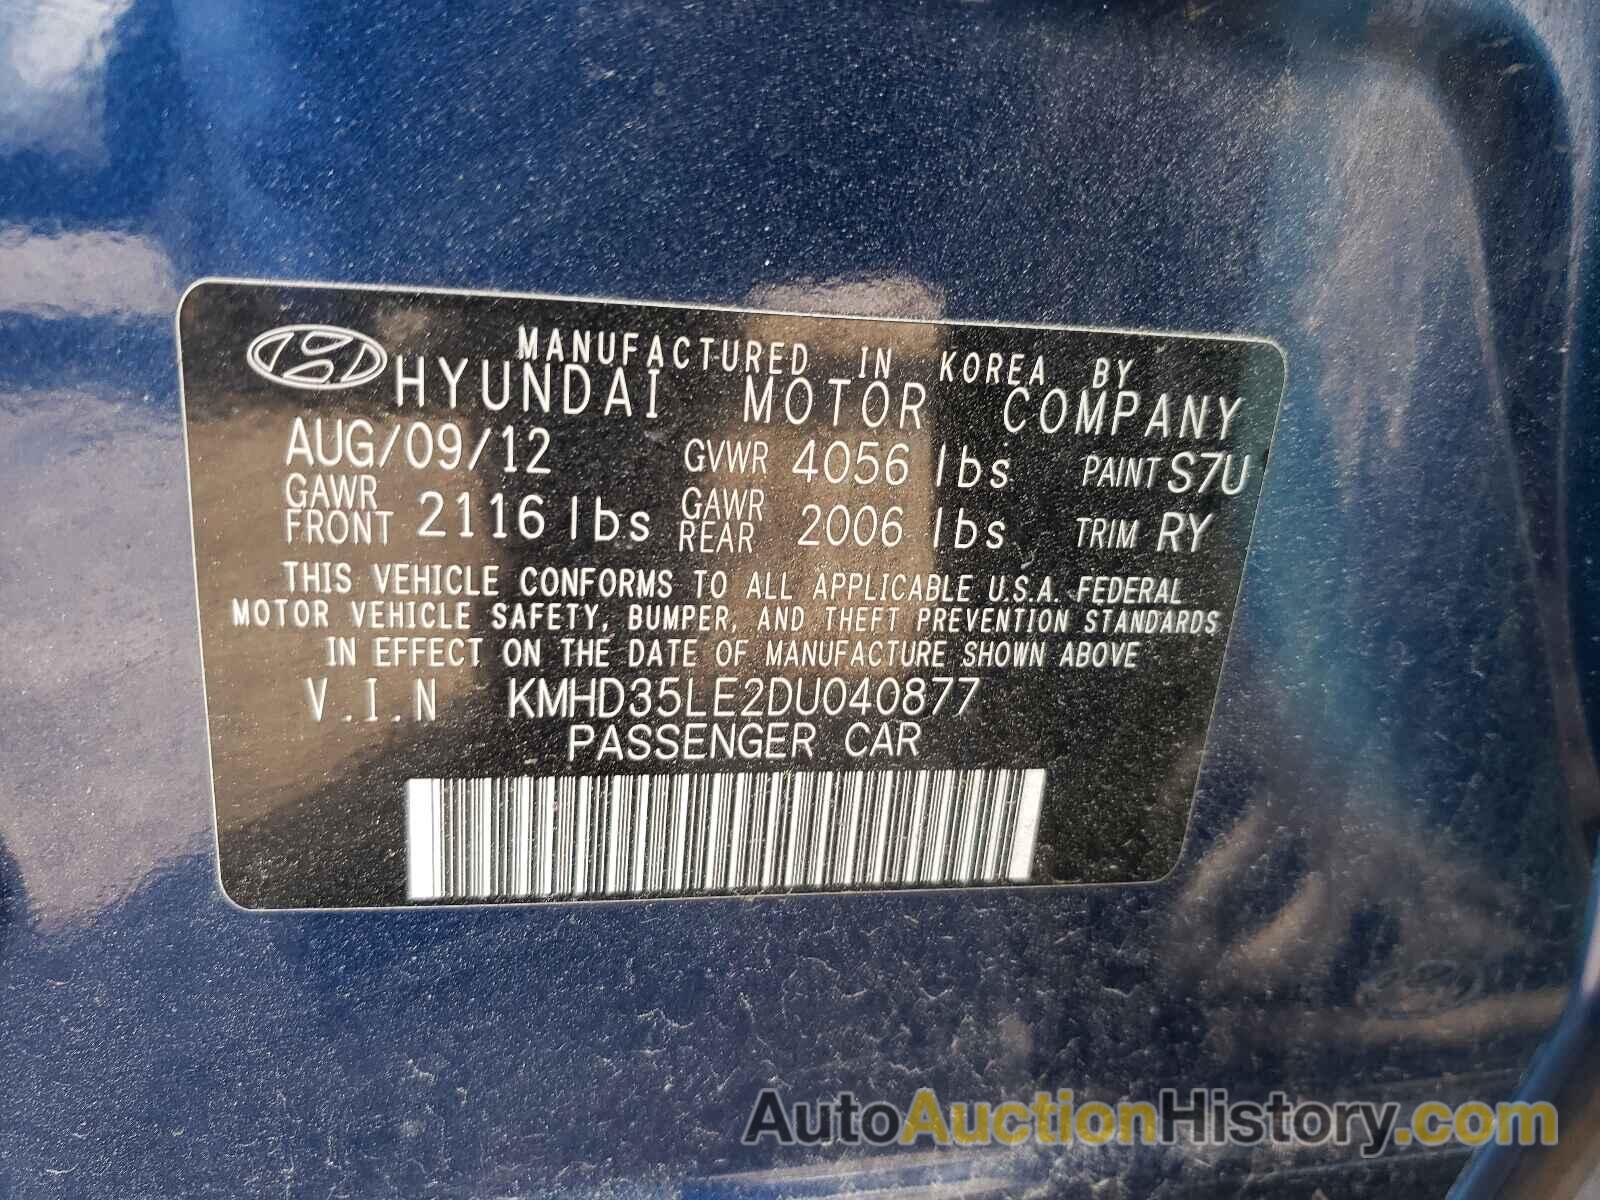 MANUFACTURED IN KOREA BY
HYUNDAI MOTOR COMPANY
AUG/09/12 GVWR 4056 lbs PAINT S7U
GAWR FRONT 2116 lbs GAWR REAR 2006 lbs TRIM RY
THIS VEHICLE CONFORMS TO ALL APPLICABLE U.S.A. FEDERAL
MOTOR VEHICLE SAFETY, BUMPER, AND THEFT PREVENTION STANDARDS
IN EFFECT ON THE DATE OF MANUFACTURE SHOWN ABOVE
V.I.N KMHD35LE2DU040877
PASSENGER CAR
AutoAuctionHistory.com